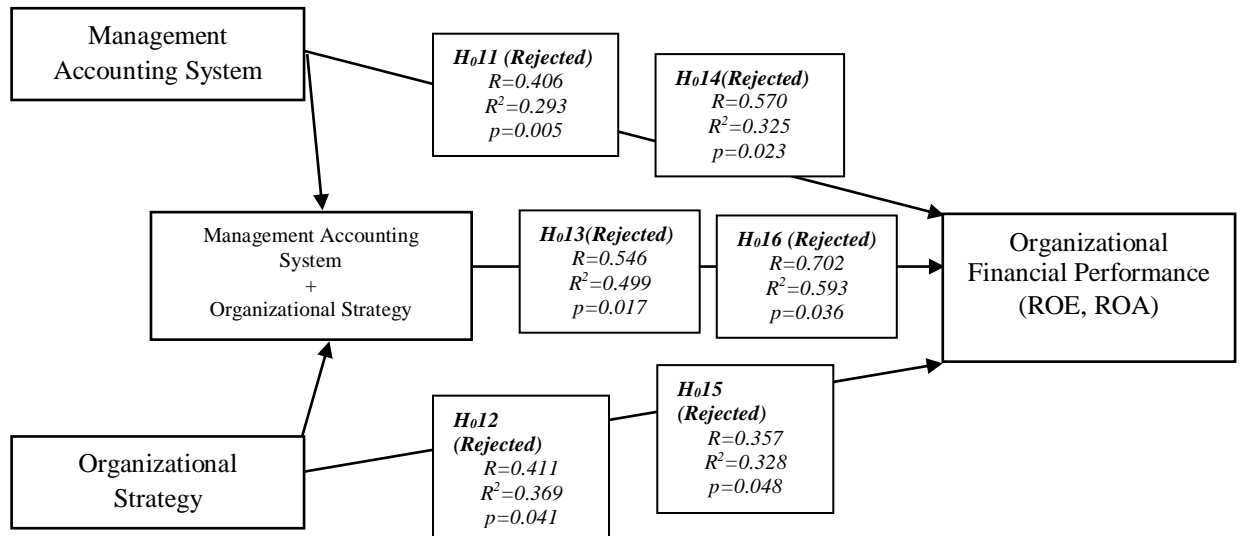 Management
Accounting System
H₀11 (Rejected)
R=0.406
R²=0.293
p=0.005
H₀14(Rejected)
R=0.570
R²=0.325
p=0.023
Management Accounting
System
+
Organizational Strategy
H₀13(Rejected)
R=0.546
R²=0.499
p=0.017
H₀16 (Rejected)
R=0.702
R²=0.593
p=0.036
Organizational
Financial Performance
(ROE, ROA)
Organizational
Strategy
H₀12
(Rejected)
R=0.411
R²=0.369
p=0.041
H₀15
(Rejected)
R=0.357
R²=0.328
p=0.048